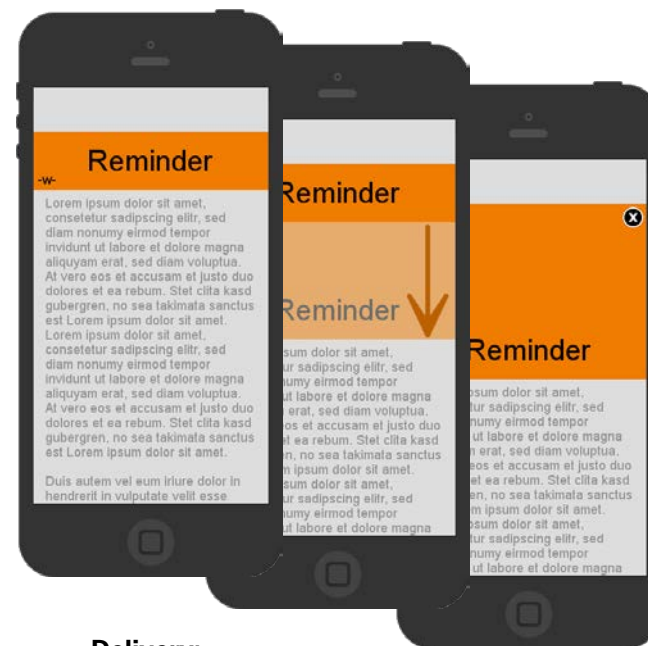 Reminder
-w-
Lorem ipsum dolor sit amet,
consetetur sadipscing elitr, sed
diam nonumy eirmod tempor
invidunt ut labore et dolore magna
aliquyam erat, sed diam voluptua.
At vero eos et accusam et justo duo
dolores et ea rebum. Stet clita kasd
gubergren, no sea takimata sanctus
est Lorem ipsum dolor sit amet.
Lorem ipsum dolor sit amet,
consetetur sadipscing elitr, sed
diam nonumy eirmod tempor
invidunt ut labore et dolore magna
aliquyam erat, sed diam voluptua.
At vero eos et accusam et justo duo
dolores et ea rebum. Stet clita kasd
gubergren, no sea takimata sanctus
est Lorem ipsum dolor sit amet.
Duis autem vel eum iriure dolor in
hendrerit in vulputate velit esse
Reminder
Reminder
sum dolor sit amet,
ur sadipscing elitr, sed
numy eirmod tempor
ut labore et dolore magna
erat, sed diam voluptua.
eos et accusam et justo duo
et ea rebum. Stet clita kasd
n, no sea takimata sanctus
m ipsum dolor sit amet.
sum dolor sit amet,
ur sadipscing elitr, sed
numy eirmod tempor
ut labore et dolore magna
X
Reminder
psum dolor sit amet,
tur sadipscing elitr, sed
numy eirmod tempor
ut labore et dolore magna
erat, sed diam voluptua.
eos et accusam et justo duo
et ea rebum. Stet clita kasd
en, no sea takimata sanctus
m ipsum dolor sit amet.
psum dolor sit amet,
tur sadipscing elitr, sed
numy eirmod tempor
ut labore et dolore magna
Delivery: